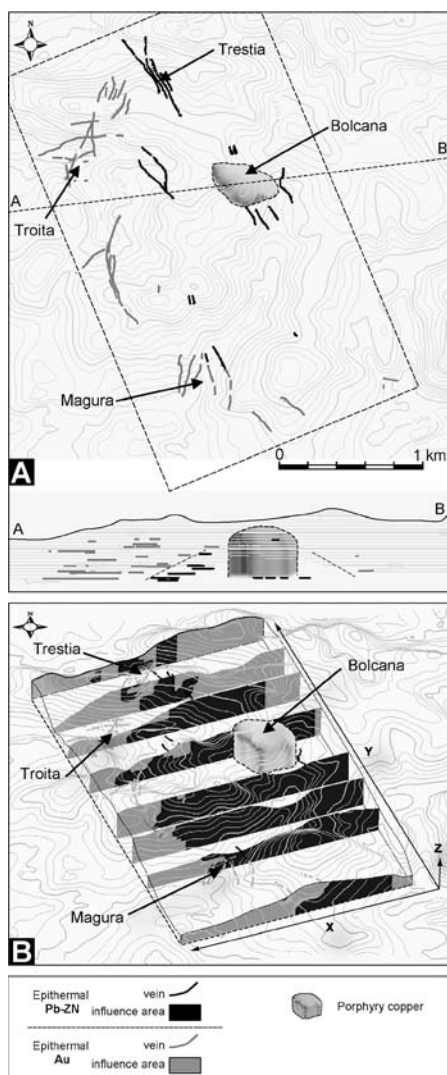 N
Trestia
Bolcana
B
A
Troita
Magura
A
0 1 km
A B
N
Trestia
Bolcana
Troita
Y
Z
Magura
X
B
Epithermal vein
Pb-ZN influence area
Porphyry copper
Epithermal vein
Au influence area